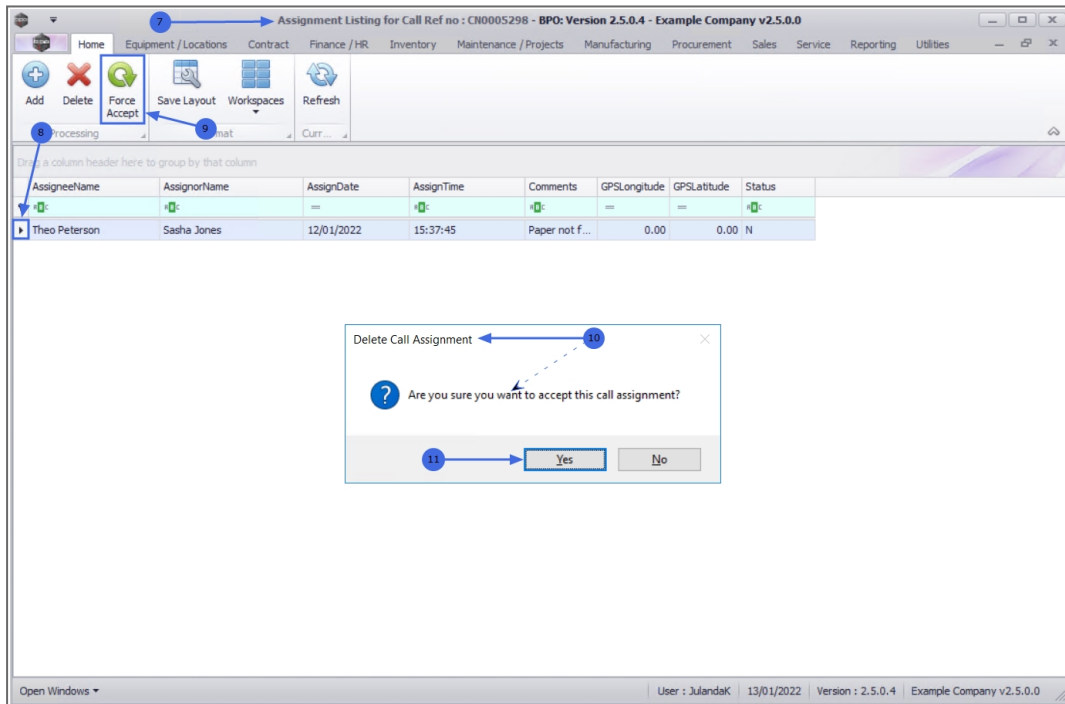 7
Assignment Listing for Call Ref no : CN0005298 - BPO: Version 2.5.0.4 - Example Company v2.5.0.0
Home Equipment / Locations Contract Finance / HR Inventory Maintenance / Projects Manufacturing Procurement Sales Service Reporting Utilities
Add Delete Force Accept Save Layout Workspaces Refresh
8 9
Processing mat Curr...
Drag a column header here to group by that column
AssigneeName AssignorName AssignDate AssignTime Comments GPSLongitude GPSLatitude Status
Theo Peterson Sasha Jones 12/01/2022 15:37:45 Paper not f... 0.00 0.00 N
Delete Call Assignment 10
Are you sure you want to accept this call assignment?
11 Yes No
Open Windows User : JulandaK 13/01/2022 Version : 2.5.0.4 Example Company v2.5.0.0